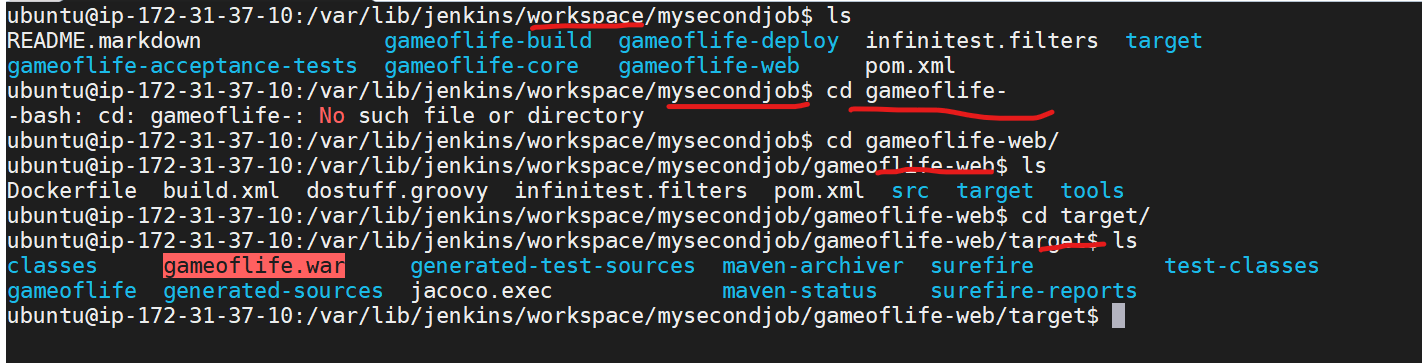 ubuntu@ip-172-31-37-10:/var/lib/jenkins/workspace/mysecondjob$ ls
README.markdown gameoflife-build gameoflife-deploy infinitest.filters target
gameoflife-acceptance-tests gameoflife-core gameoflife-web pom.xml
ubuntu@ip-172-31-37-10:/var/lib/jenkins/workspace/mysecondjob$ cd gameoflife-
-bash: cd: gameoflife-: No such file or directory
ubuntu@ip-172-31-37-10:/var/lib/jenkins/workspace/mysecondjob$ cd gameoflife-web/
ubuntu@ip-172-31-37-10:/var/lib/jenkins/workspace/mysecondjob/gameoflife-web$ ls
Dockerfile build.xml dostuff.groovy infinitest.filters pom.xml src target tools
ubuntu@ip-172-31-37-10:/var/lib/jenkins/workspace/mysecondjob/gameoflife-web$ cd target/
ubuntu@ip-172-31-37-10:/var/lib/jenkins/workspace/mysecondjob/gameoflife-web/target$ ls
classes gameoflife.war generated-test-sources maven-archiver surefire test-classes
gameoflife generated-sources jacoco.exec maven-status surefire-reports
ubuntu@ip-172-31-37-10:/var/lib/jenkins/workspace/mysecondjob/gameoflife-web/target$